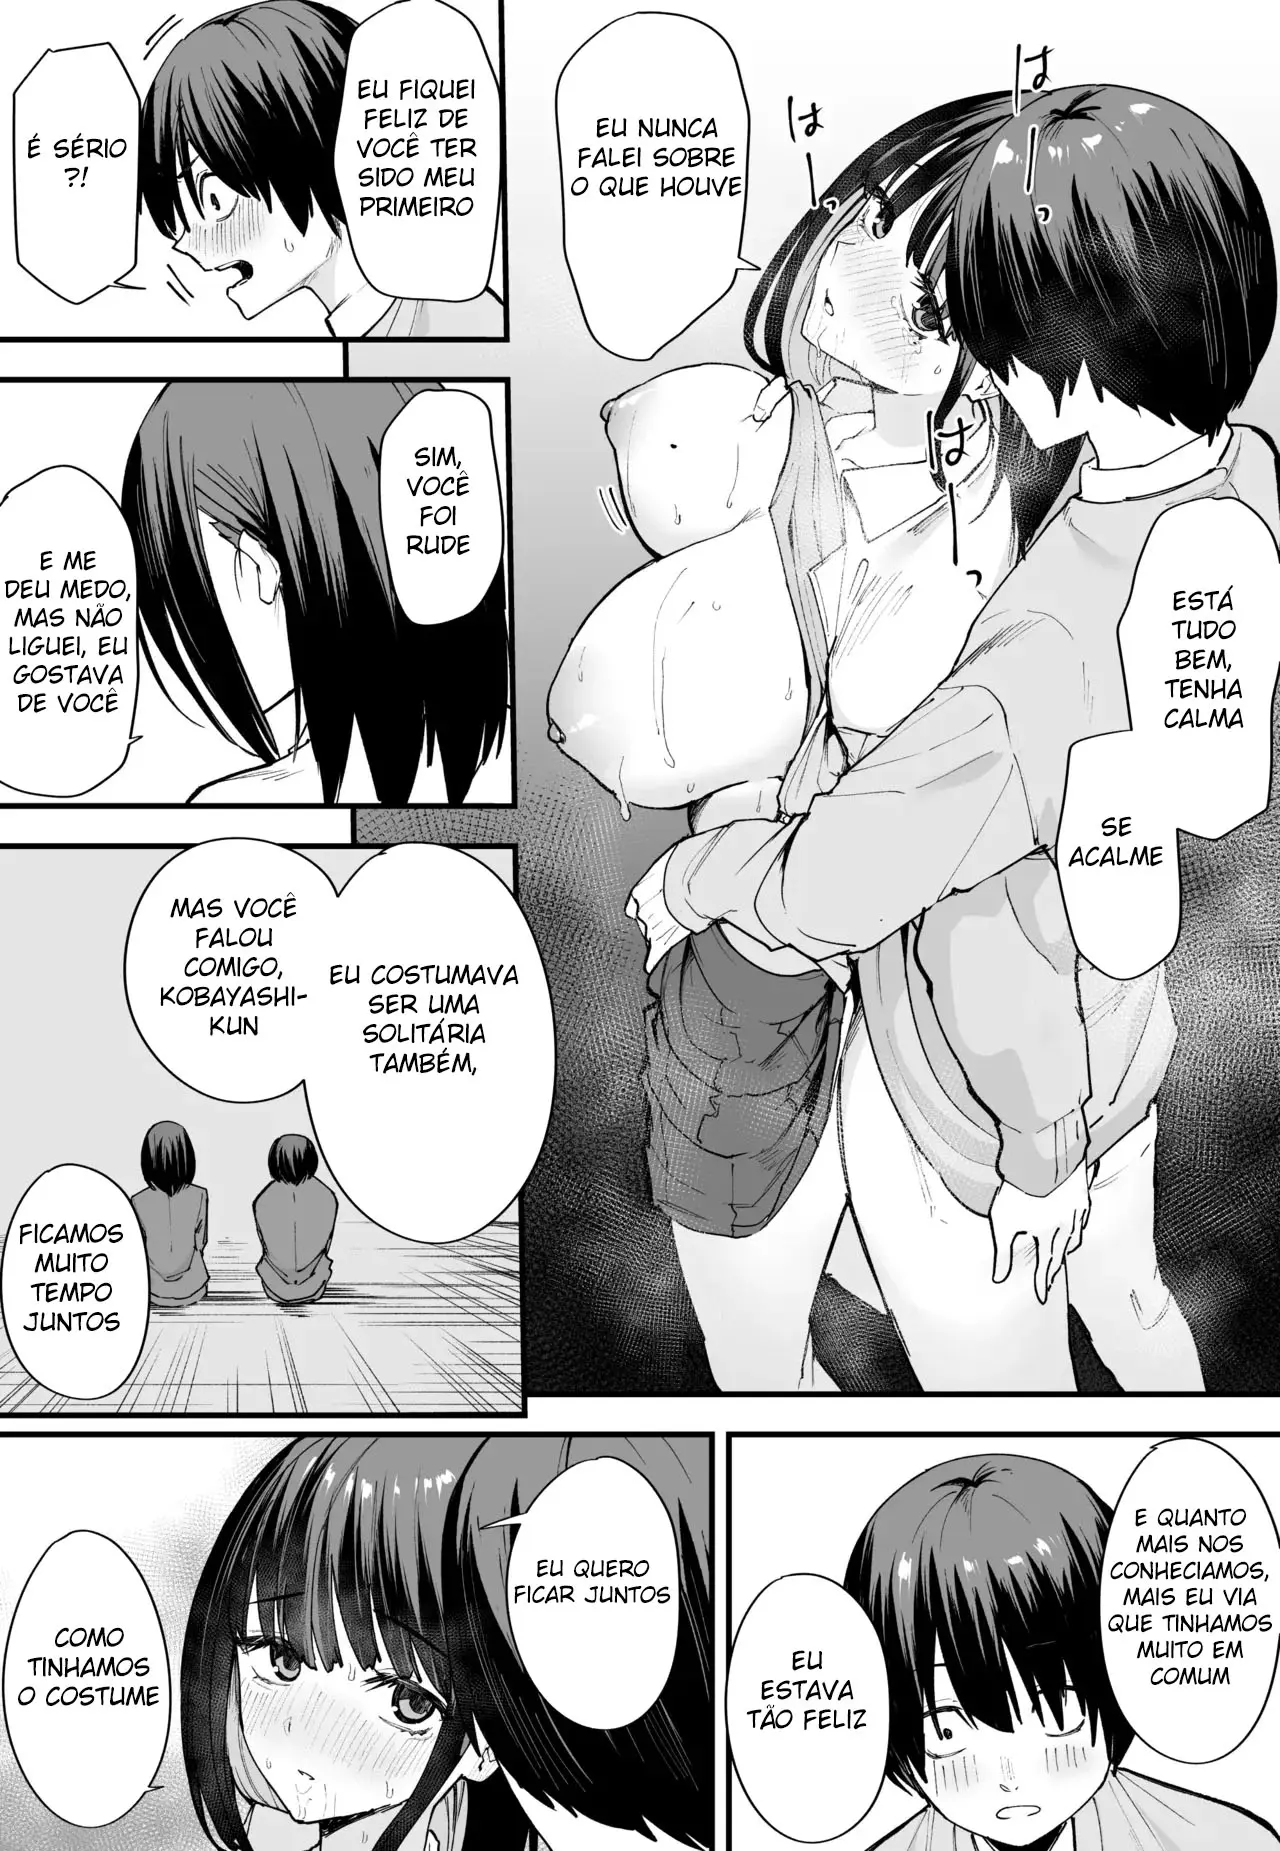 は
は
は
は
っ
っ
EU NUNCA
FALEI SOBRE
O QUE HOUVE
ESTÁ
TUDO
BEM,
TENHA
CALMA
SE
ACALME
EU FIQUEI
FELIZ DE
VOCÊ TER
SIDO MEU
PRIMEIRO
É SÉRIO
?!
SIM,
VOCÊ
FOI
RUDE
E ME
DEU MEDO,
MAS NÃO
LIGUEI, EU
GOSTAVA
DE VOCÊ
EU COSTUMAVA
SER UMA
SOLITÁRIA
TAMBÉM,
MAS VOCÊ
FALOU
COMIGO,
KOBAYASHI-
KUN
FICAMOS
MUITO
TEMPO
JUNTOS
E QUANTO
MAIS NOS
CONHECIAMOS,
MAIS EU VIA
QUE TINHAMOS
MUITO EM
COMUM
EU
ESTAVA
TÃO FELIZ
EU QUERO
FICAR JUNTOS
COMO
TINHAMOS
O COSTUME